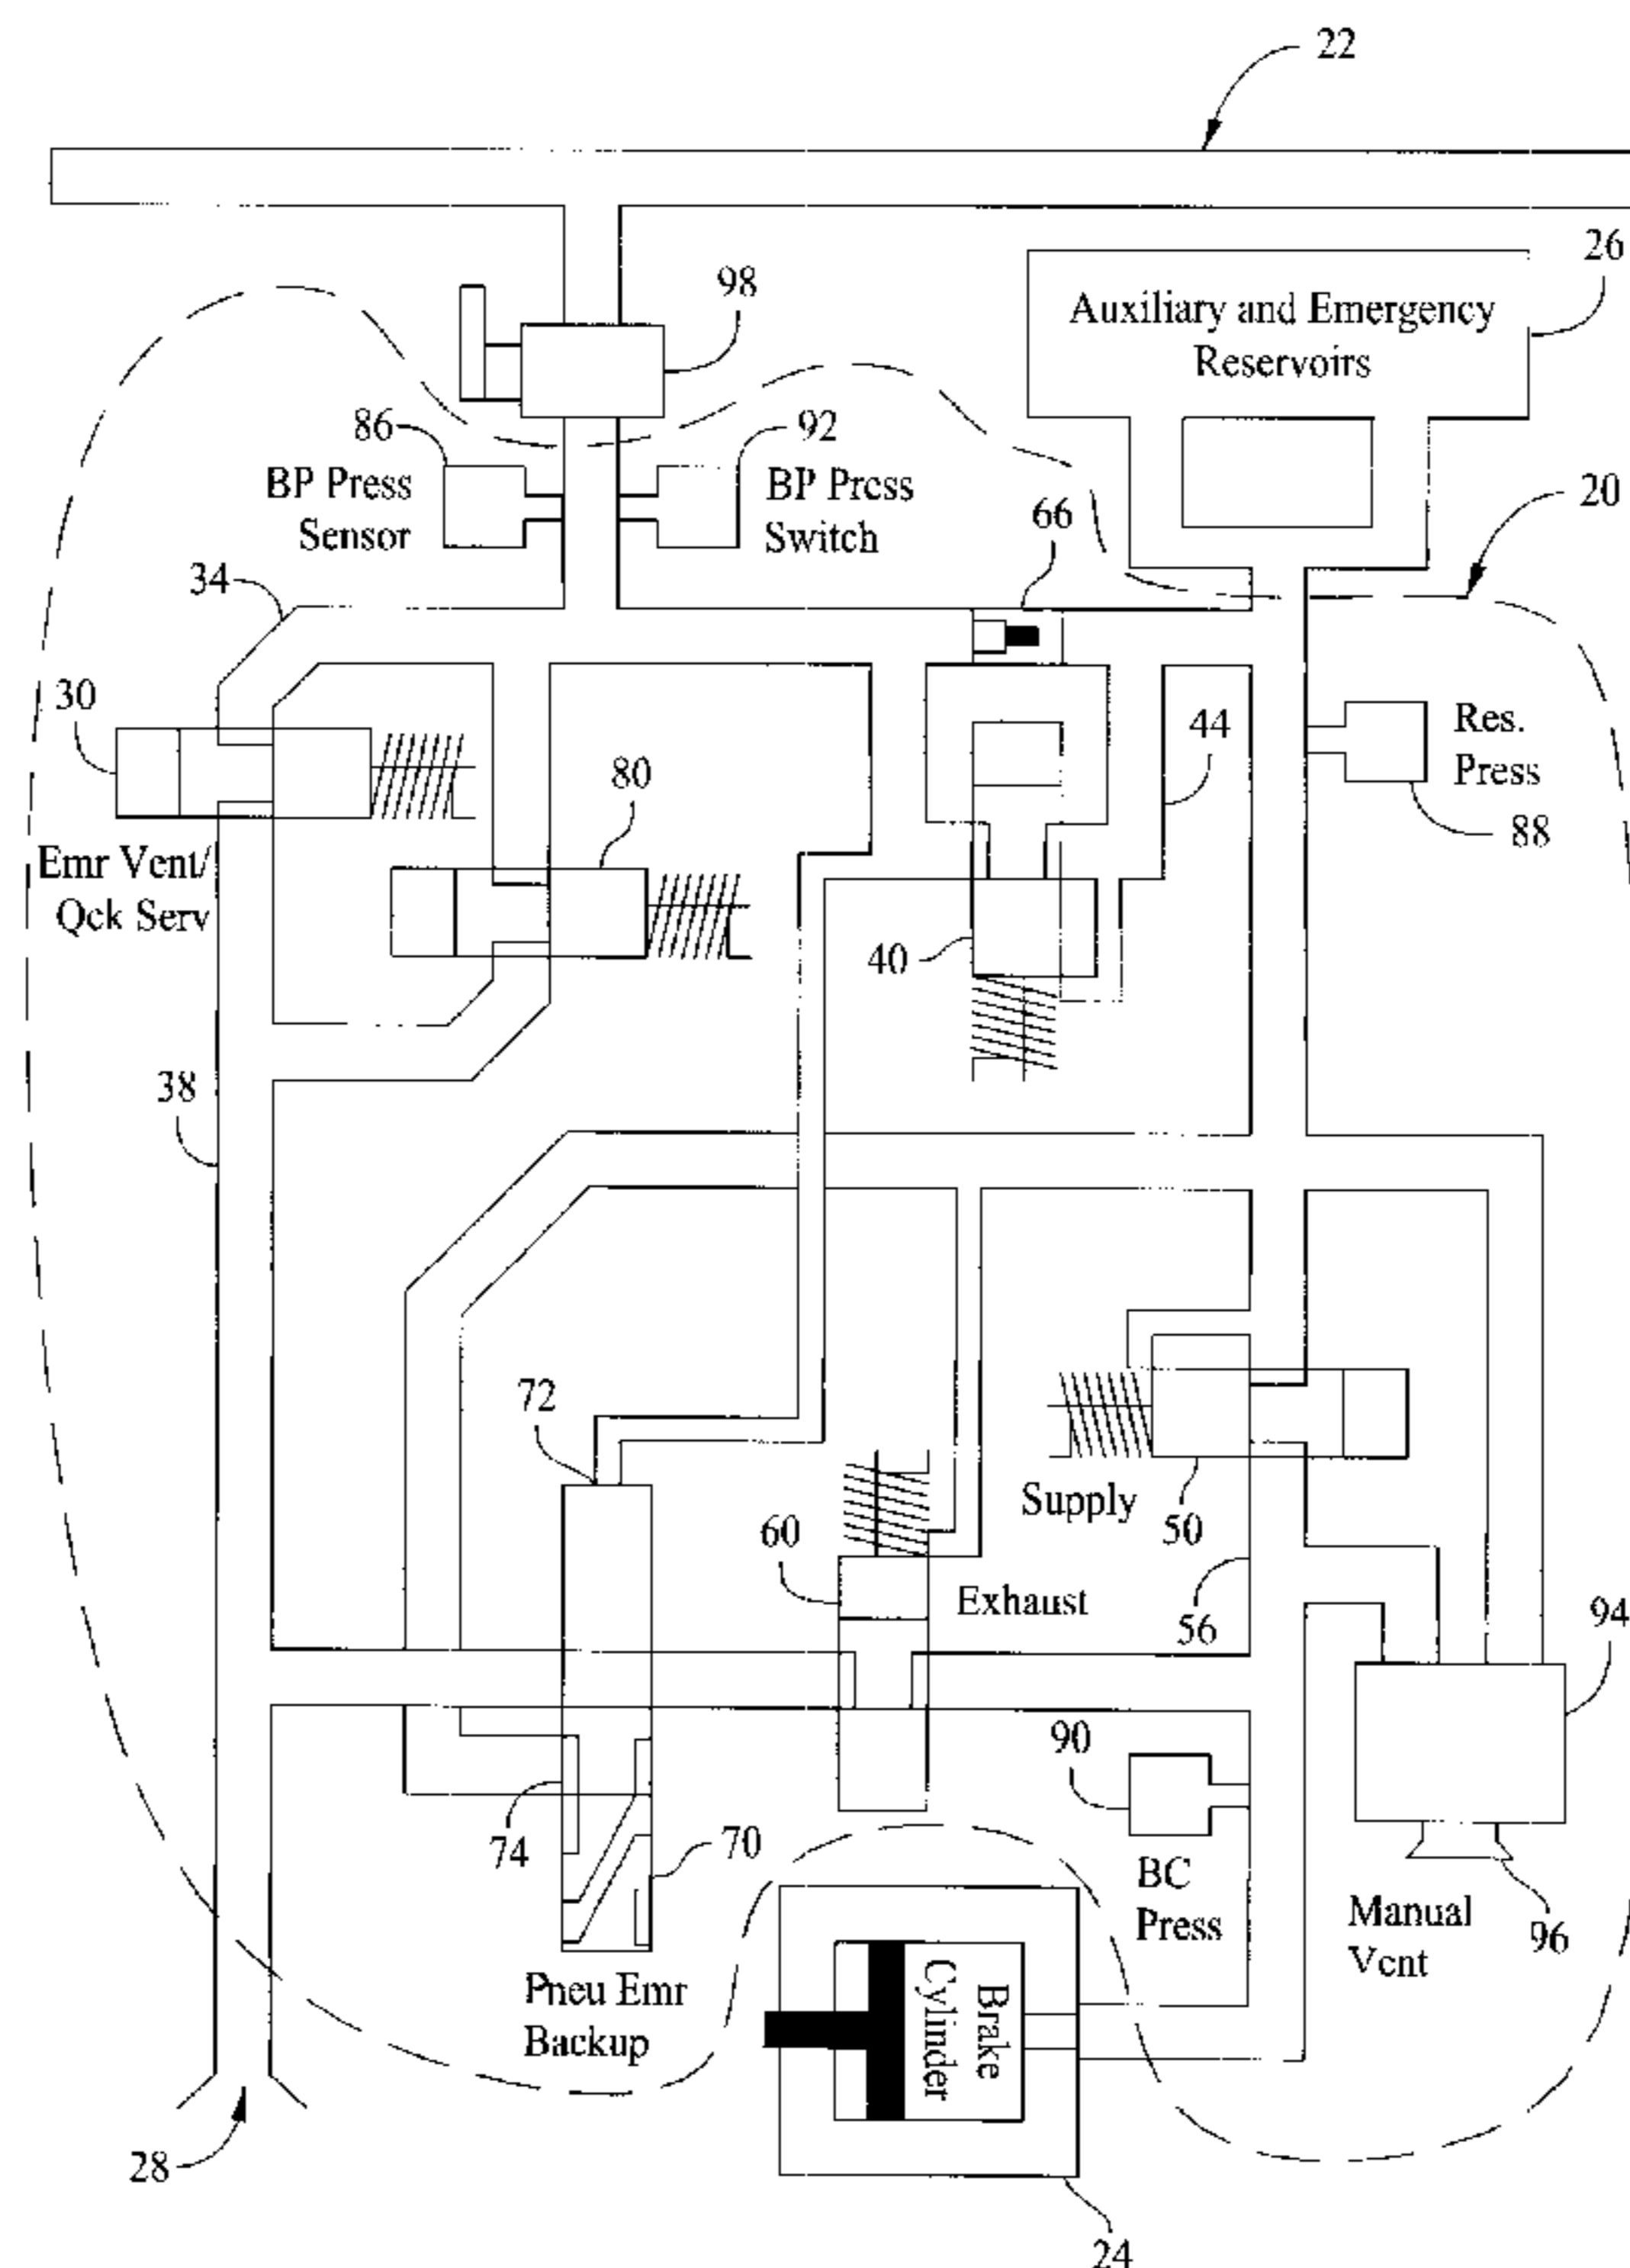 22
26
Auxiliary and Emergency
Reservoirs
98
86
92
BP Press
Sensor
BP Press
Switch
66
20
34
30
44
Res.
Press
88
80
Emr Vent/
Qck Serv
40
38
72
Supply
50
60
Exhaust
56
94
90
74
70
BC
Press
Manual
Vent
96
Pneu Emr
Backup
Brake
Cylinder
28
24